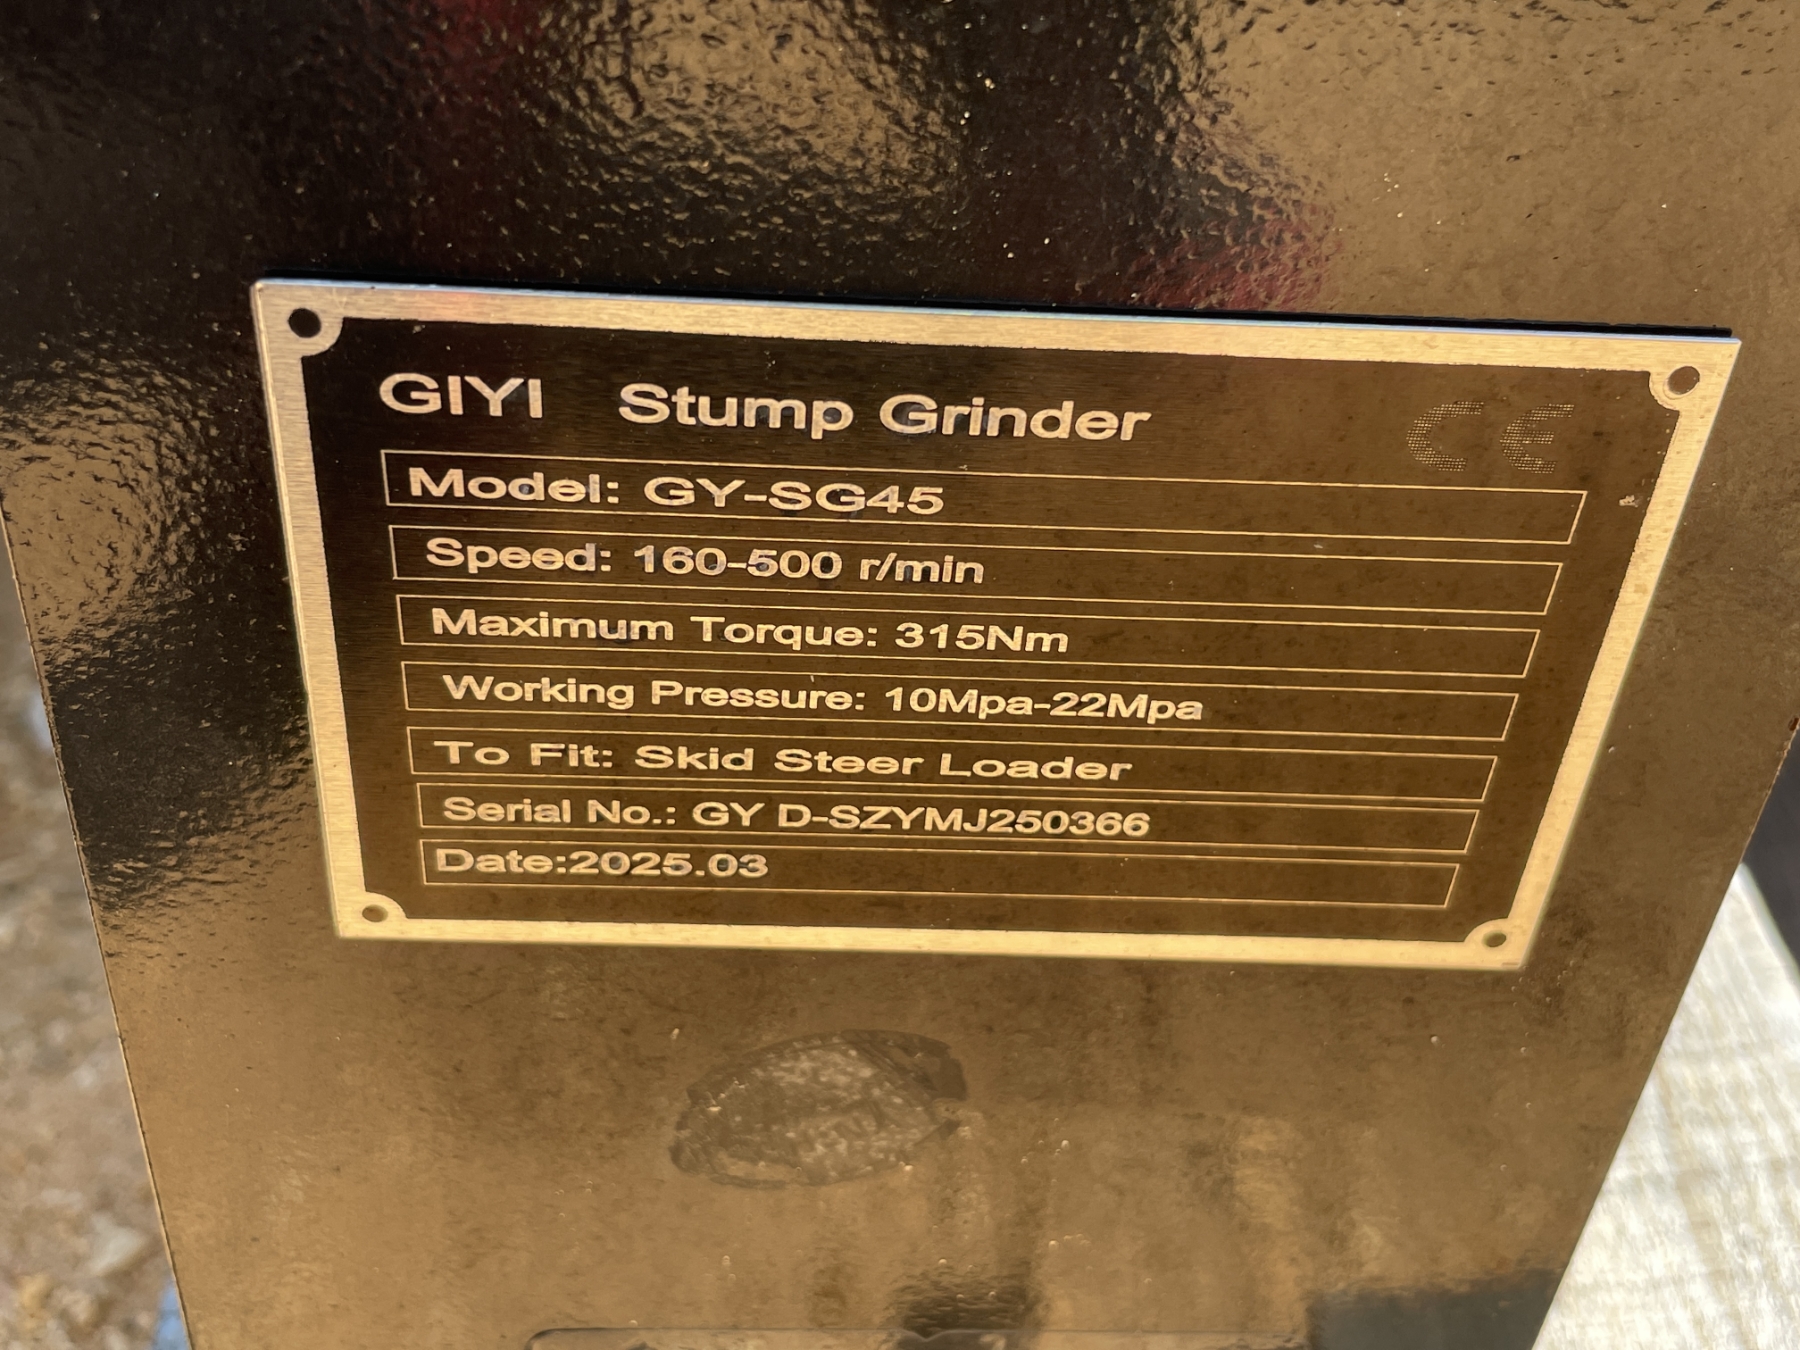 GIYI Stump Grinder CE
Model: GY-SG45
Speed: 160-500 r/min
Maximum Torque: 315Nm
Working Pressure: 10Mpa-22Mpa
To Fit: Skid Steer Loader
Serial No.: GY D-SZYMJ250366
Date:2025.03